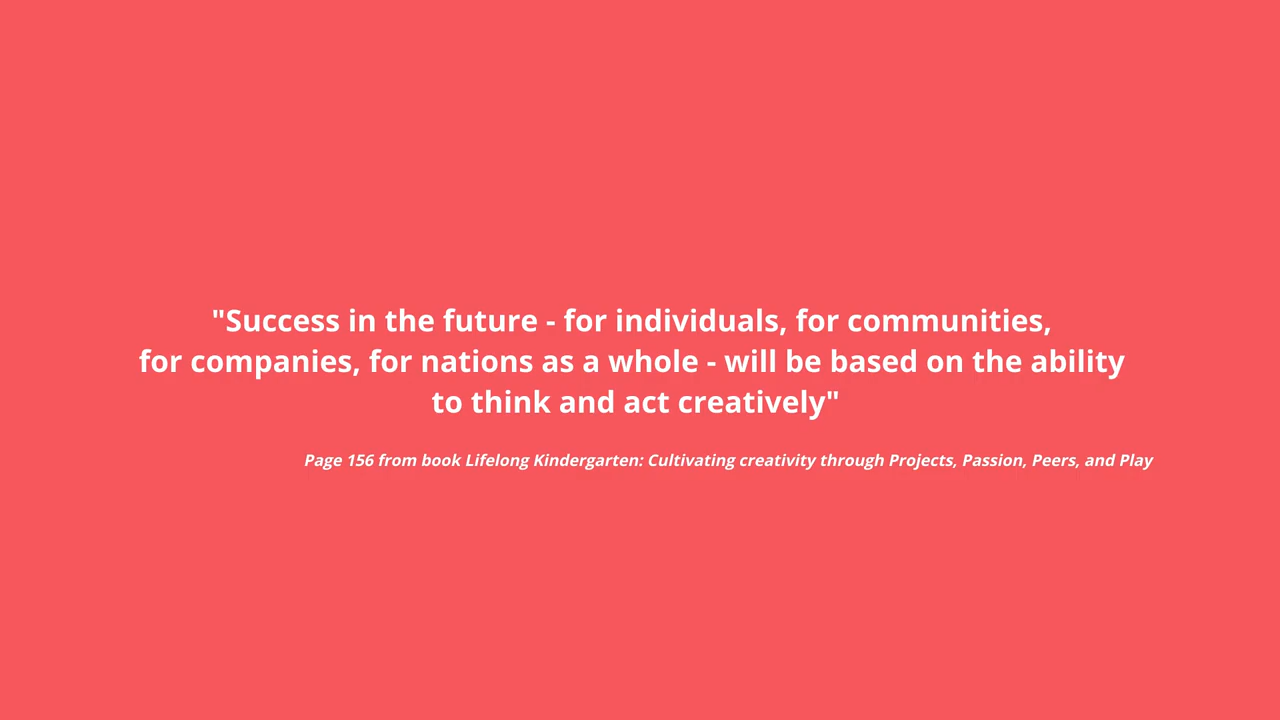 "Success in the future - for individuals, for communities,
for companies, for nations as a whole - will be based on the ability
to think and act creatively"
Page 156 from book Lifelong Kindergarten: Cultivating creativity through Projects, Passion, Peers, and Play